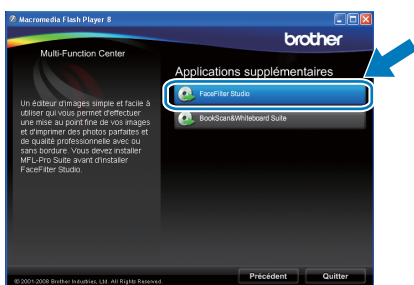 Macromedia Flash Player 8
brother
Multi-Function Center
Applications supplémentaires
FaceFilter Studio
BookScan&Whiteboard Suite
Un éditeur d'images simple et facile à
utiliser qui vous permet d'effectuer
une mise au point fine de vos images
et d'imprimer des photos parfaites et
de qualité professionnelle avec ou
sans bordure. Vous devez installer
MFL-Pro Suite avant d'installer
FaceFilter Studio.
Précédent Quitter
© 2001-2008 Brother Industries, Ltd. All Rights Reserved.